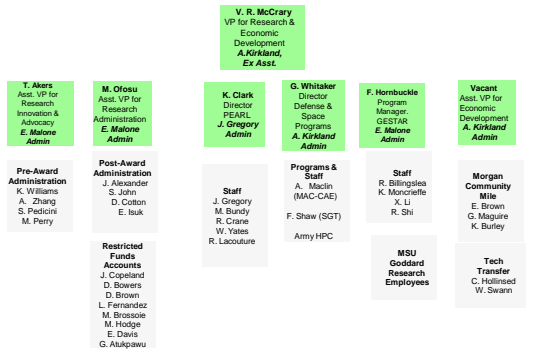 V. R. McCrary
VP for Research &
Economic
Development
A.Kirkland,
Ex Asst.
T. Akers
Asst. VP for
Research
Innovation &
Advocacy
E. Malone
Admin
M. Ofosu
Asst. VP for
Research
Administration
E. Malone
Admin
K. Clark
Director
PEARL
J. Gregory
Admin
G. Whitaker
Director
Defense &
Space
Programs
A. Kirkland
Admin
F. Hornbuckle
Program
Manager.
GESTAR
E. Malone
Admin
Vacant
Asst. VP for
Economic
Development
A. Kirkland
Admin
Pre-Award
Administration
K. Williams
A. Zhang
S. Pedicini
M. Perry
Post-Award
Administration
J. Alexander
S. John
D. Cotton
E. Isuk
Staff
J. Gregory
M. Bundy
R. Crane
W. Yates
R. Lacouture
Programs &
Staff
A. Maclin
(MAC-CAE)
F. Shaw (SGT)
Army HPC
Staff
R. Billingslea
K. Moncrieffe
X. Li
R. Shi
Morgan
Community
Mile
E. Brown
G. Maguire
K. Burley
Restricted
Funds
Accounts
J. Copeland
D. Bowers
D. Brown
L. Fernandez
M. Brossoie
M. Hodge
E. Davis
G. Atukpawu
MSU
Goddard
Research
Employees
Tech
Transfer
C. Hollinsed
W. Swann